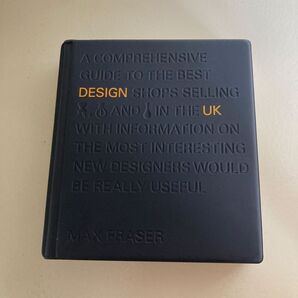 A COMPREHENSIVE
GUIDE TO THE BEST
DESIGN SHOPS SELLING
AND IN THE UK
WITH INFORMATION ON
THE MOST INTERESTING
NEW DESIGNERS WOULD
BE REALLY USEFUL
MAX FRASER